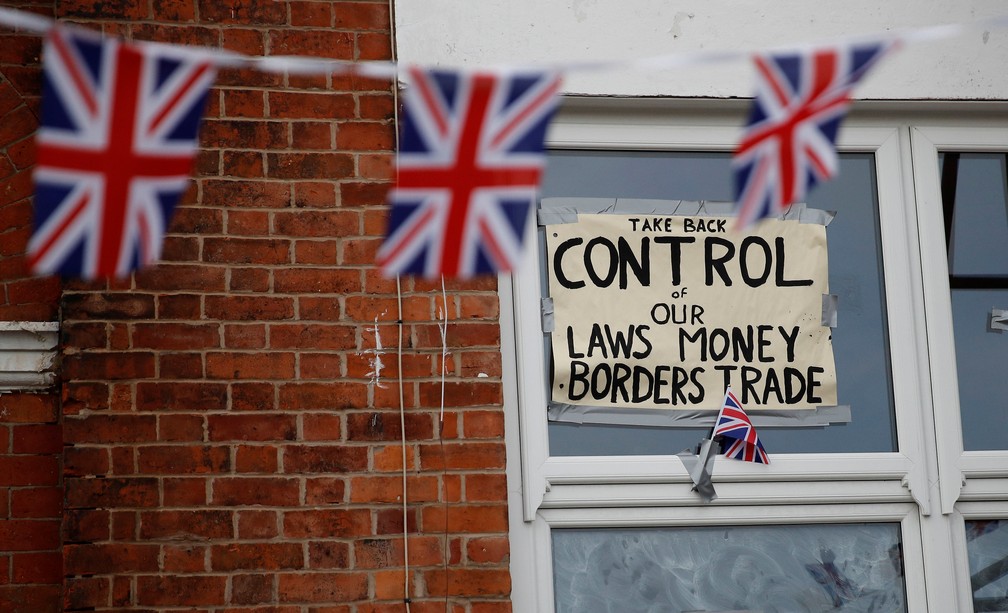 TAKE BACK
CONTROL
of
OUR
LAWS MONEY
BORDERS TRADE